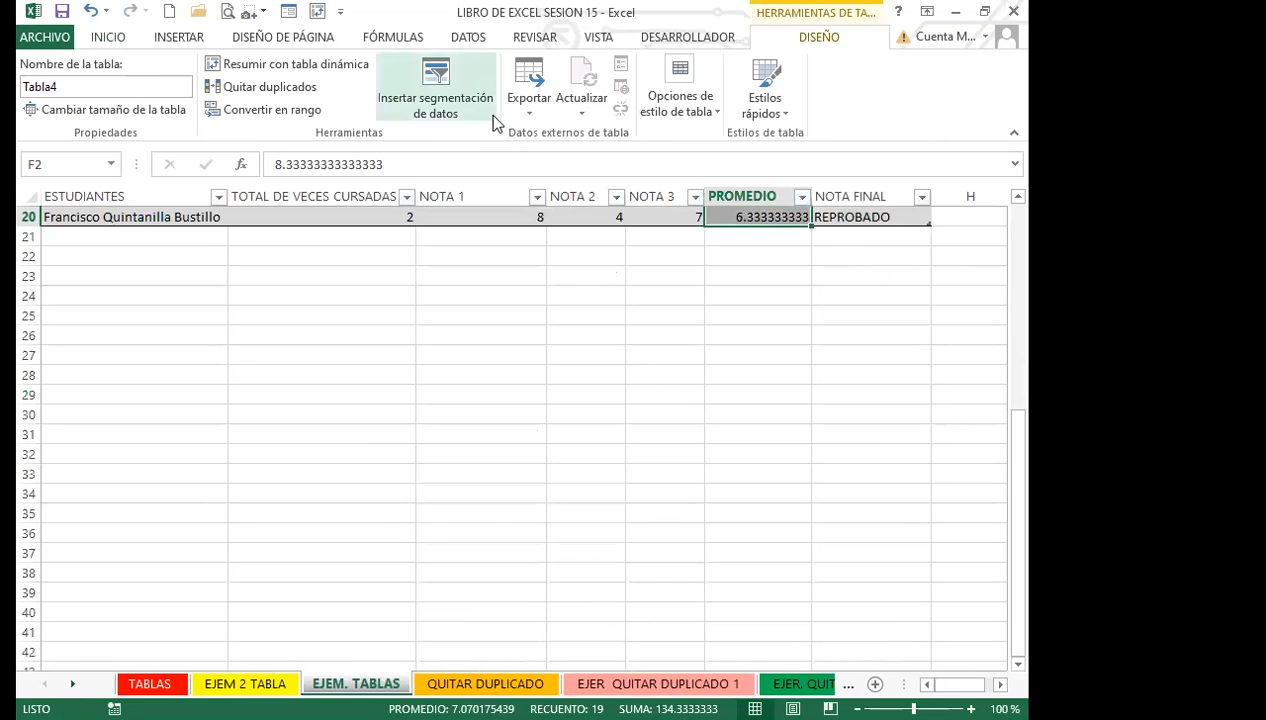 LIBRO DE EXCEL SESION 15 - Excel
HERRAMIENTAS DE TA...
?
ARCHIVO INICIO INSERTAR DISEÑO DE PÁGINA FÓRMULAS DATOS REVISAR VISTA DESARROLLADOR DISEÑO Cuenta M...
Nombre de la tabla:
Tabla4
Cambiar tamaño de la tabla
Propiedades
Resumir con tabla dinámica
Quitar duplicados
Convertir en rango
Insertar segmentación
de datos
Herramientas
Exportar
Actualizar
Datos externos de tabla
Opciones de
estilo de tabla
Estilos
rápidos
Estilos de tabla
F2 fx 8.33333333333333
ESTUDIANTES TOTAL DE VECES CURSADAS NOTA 1 NOTA 2 NOTA 3 PROMEDIO NOTA FINAL H
20 Francisco Quintanilla Bustillo 2 8 4 7 6.333333333 REPROBADO
21
22
23
24
25
26
27
28
29
30
31
32
33
34
35
36
37
38
39
40
41
42
TABLAS EJEM 2 TABLA EJEM. TABLAS QUITAR DUPLICADO EJER QUITAR DUPLICADO 1 EJER. QUIT ...
LISTO PROMEDIO: 7.070175439 RECUENTO: 19 SUMA: 134.3333333 100 %